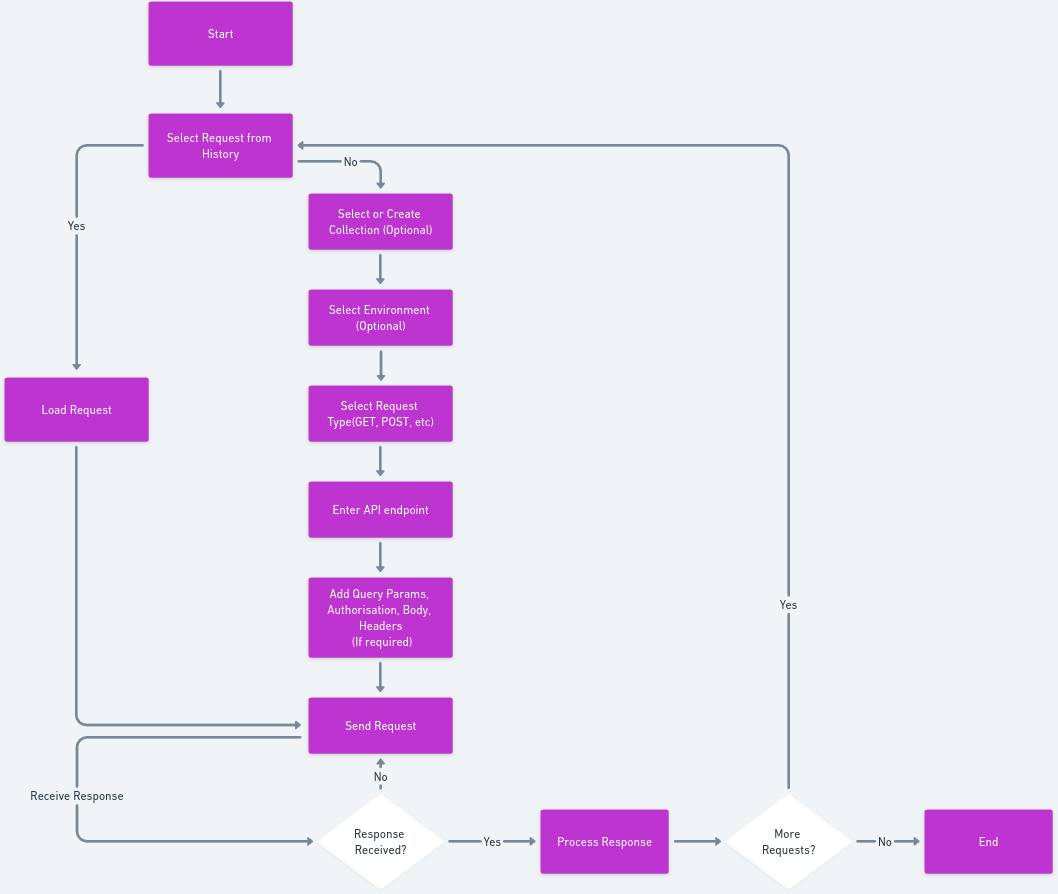 Start
Select Request from
History
No
Select or Create
Collection (Optional)
Yes
Select Environment
(Optional)
Load Request
Select Request
Type(GET, POST, etc)
Enter API endpoint
Add Query Params,
Authorisation, Body,
Headers
(If required)
Yes
Send Request
No
Receive Response
Response
Received?
Yes
Process Response
More
Requests?
No
End